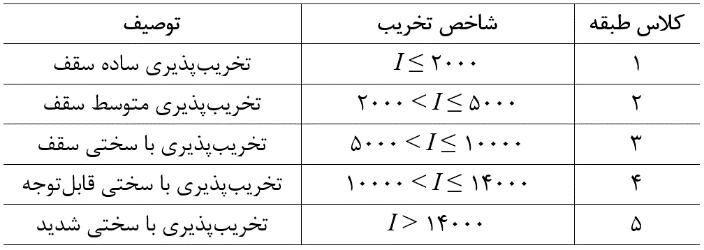 کلاس طبقه شاخص تخریب توصیف
۱ I ≤ ۲۰۰۰ تخریب‌پذیری ساده سقف
۲ ۲۰۰۰ < I ≤ ۵۰۰۰ تخریب‌پذیری متوسط سقف
۳ ۵۰۰۰ < I ≤ ۱۰۰۰۰ تخریب‌پذیری با سختی سقف
۴ ۱۰۰۰۰ < I ≤ ۱۴۰۰۰ تخریب‌پذیری با سختی قابل‌توجه
۵ I > ۱۴۰۰۰ تخریب‌پذیری با سختی شدید